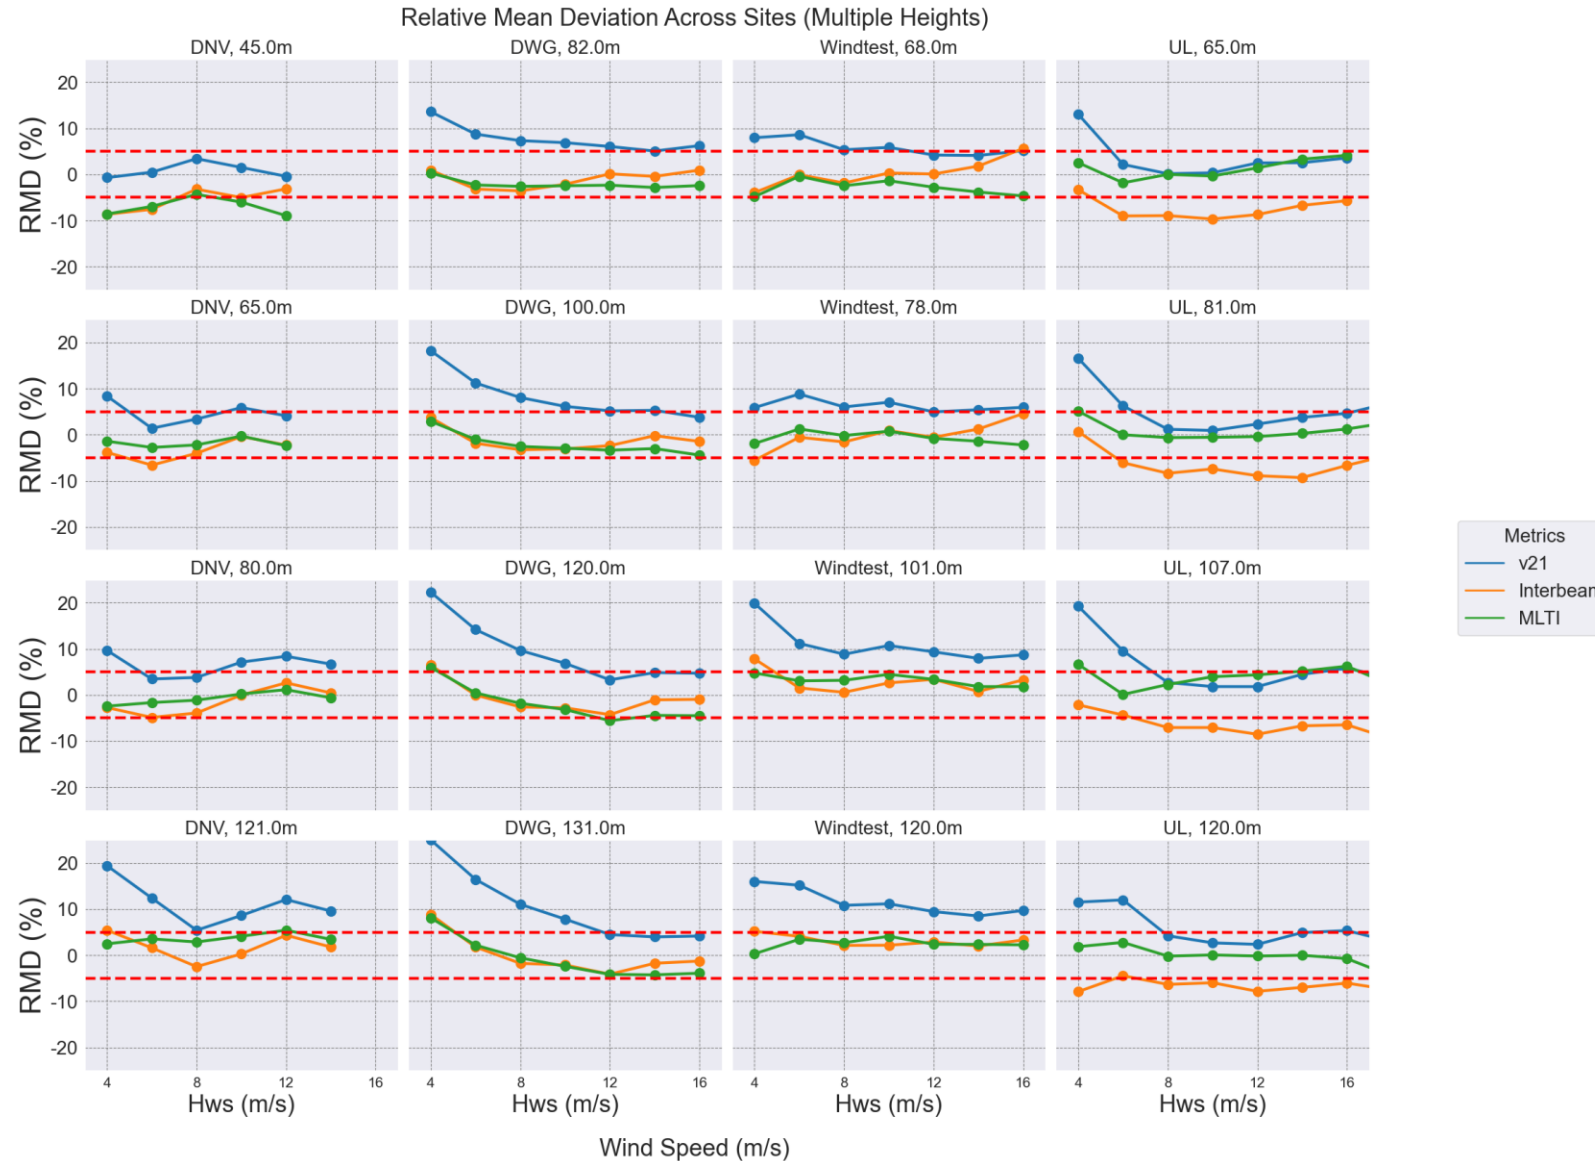 Relative Mean Deviation Across Sites (Multiple Heights)
DNV, 45.0m
DWG, 82.0m
Windtest, 68.0m
UL, 65.0m
RMD (%)
20
10
0
-10
-20
DNV, 65.0m
DWG, 100.0m
Windtest, 78.0m
UL, 81.0m
RMD (%)
20
10
0
-10
-20
Metrics
v21
Interbeam
MLTI
DNV, 80.0m
DWG, 120.0m
Windtest, 101.0m
UL, 107.0m
RMD (%)
20
10
0
-10
-20
DNV, 121.0m
DWG, 131.0m
Windtest, 120.0m
UL, 120.0m
RMD (%)
20
10
0
-10
-20
4 8 12 16
4 8 12 16
4 8 12 16
4 8 12 16
Hws (m/s)
Hws (m/s)
Hws (m/s)
Hws (m/s)
Wind Speed (m/s)